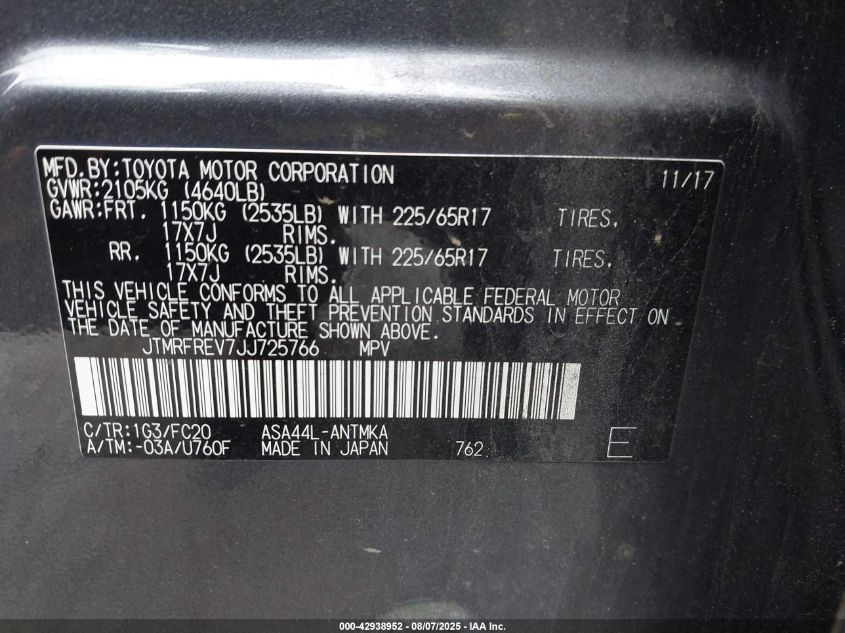 MFD.BY:TOYOTA MOTOR CORPORATION 11/17
GVWR:2105KG (4640LB)
GAWR:FRT. 1150KG (2535LB) WITH 225/65R17 TIRES.
17X7J RIMS.
RR. 1150KG (2535LB) WITH 225/65R17 TIRES.
17X7J RIMS.
THIS VEHICLE CONFORMS TO ALL APPLICABLE FEDERAL MOTOR
VEHICLE SAFETY AND THEFT PREVENTION STANDARDS IN EFFECT ON
THE DATE OF MANUFACTURE SHOWN ABOVE.
JTMRFREV7JJ725766 MPV
C/TR:1G3/FC20 ASA44L-ANTMKA
A/TM:-03A/U760F MADE IN JAPAN 762 E
000-42938952 - 08/07/2025 - IAA Inc.